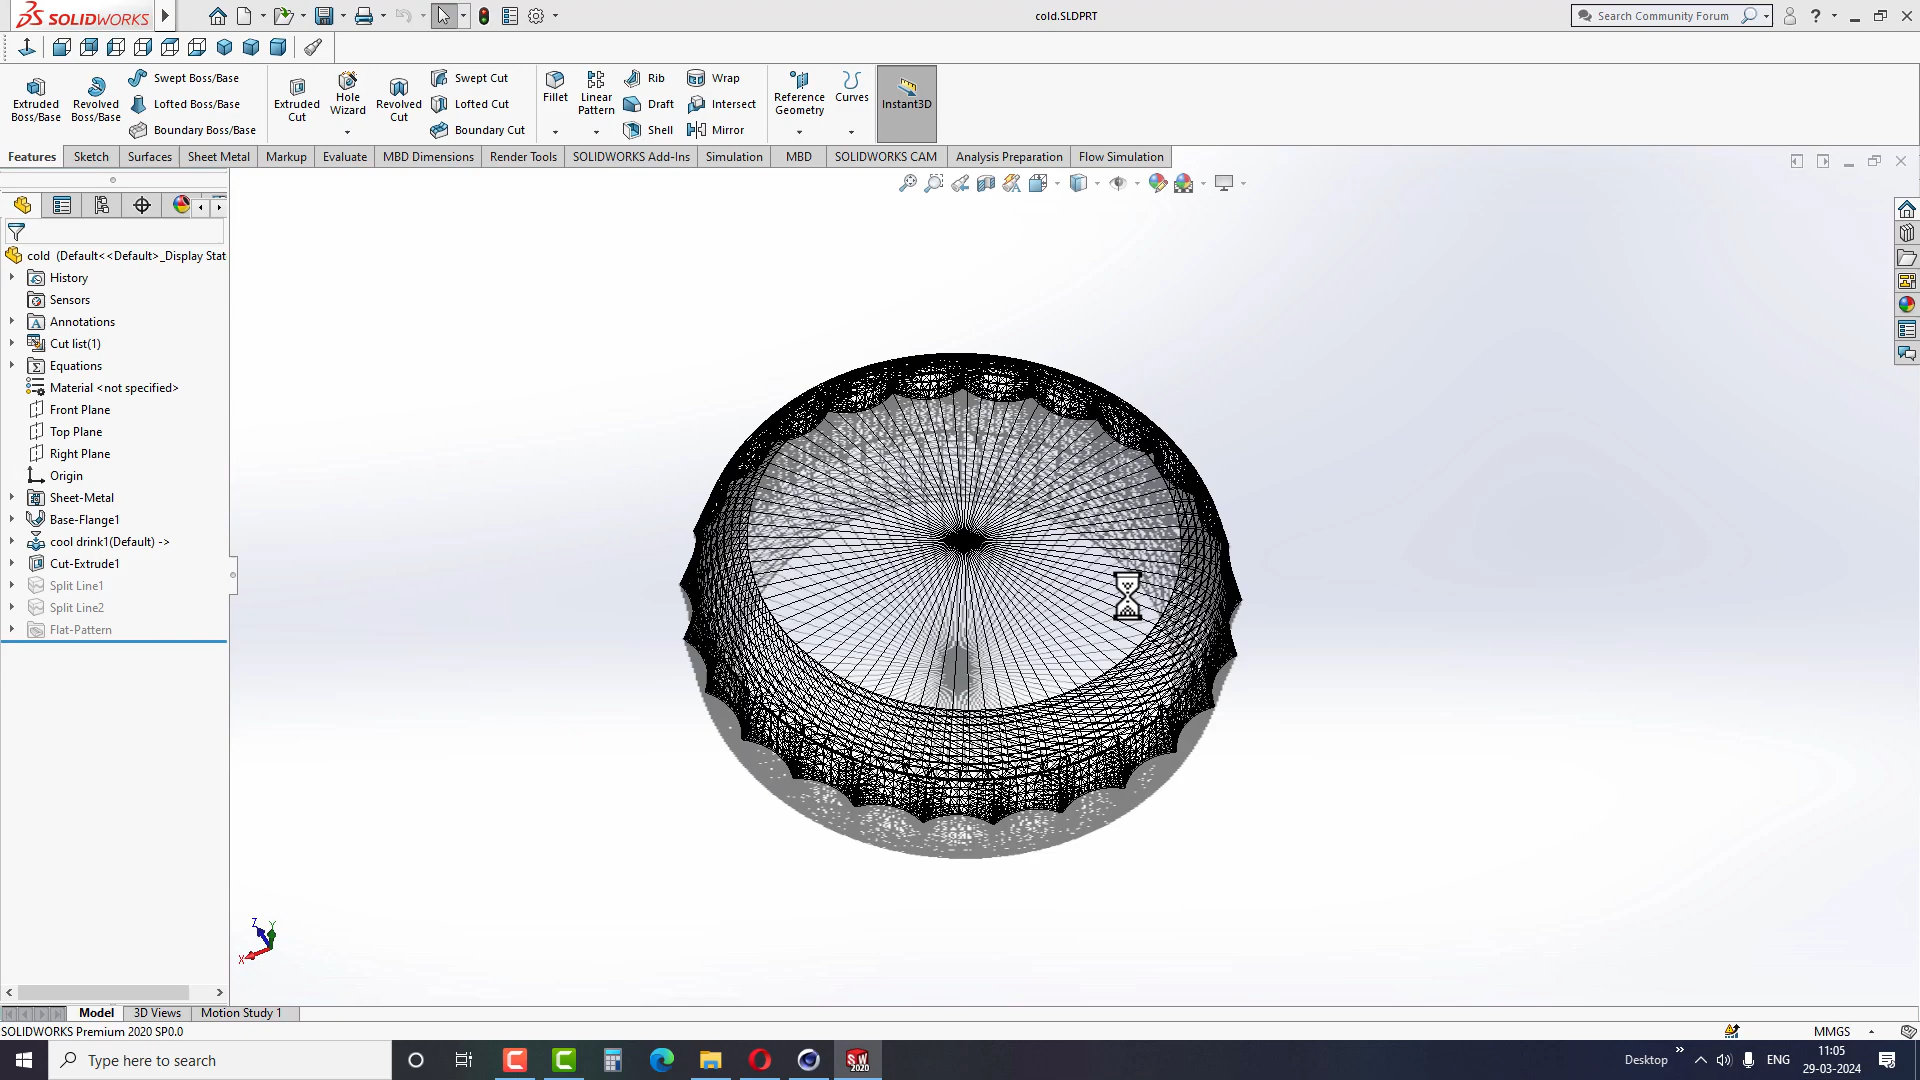 SOLIDWORKS
cold.SLDPRT
Search Community Forum
Extruded Boss/Base
Revolved Boss/Base
Swept Boss/Base
Lofted Boss/Base
Boundary Boss/Base
Extruded Cut
Hole Wizard
Revolved Cut
Swept Cut
Lofted Cut
Boundary Cut
Fillet
Linear Pattern
Rib
Draft
Shell
Wrap
Intersect
Mirror
Reference Geometry
Curves
Instant3D
Features
Sketch
Surfaces
Sheet Metal
Markup
Evaluate
MBD Dimensions
Render Tools
SOLIDWORKS Add-Ins
Simulation
MBD
SOLIDWORKS CAM
Analysis Preparation
Flow Simulation
cold (Default<<Default>_Display Stat
History
Sensors
Annotations
Cut list(1)
Equations
Material <not specified>
Front Plane
Top Plane
Right Plane
Origin
Sheet-Metal
Base-Flange1
cool drink1(Default) ->
Cut-Extrude1
Split Line1
Split Line2
Flat-Pattern
Z
Y
X
Model
3D Views
Motion Study 1
SOLIDWORKS Premium 2020 SP0.0
MMGS
Type here to search
SW
2020
Desktop
ENG
11:05
29-03-2024